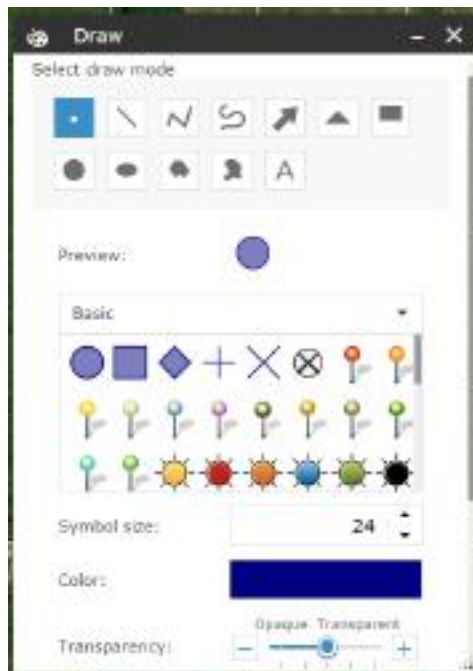 Draw
Select draw mode
A
Preview:
Basic
Symbol size:
24
Color:
Opaque Transparent
Transparency: